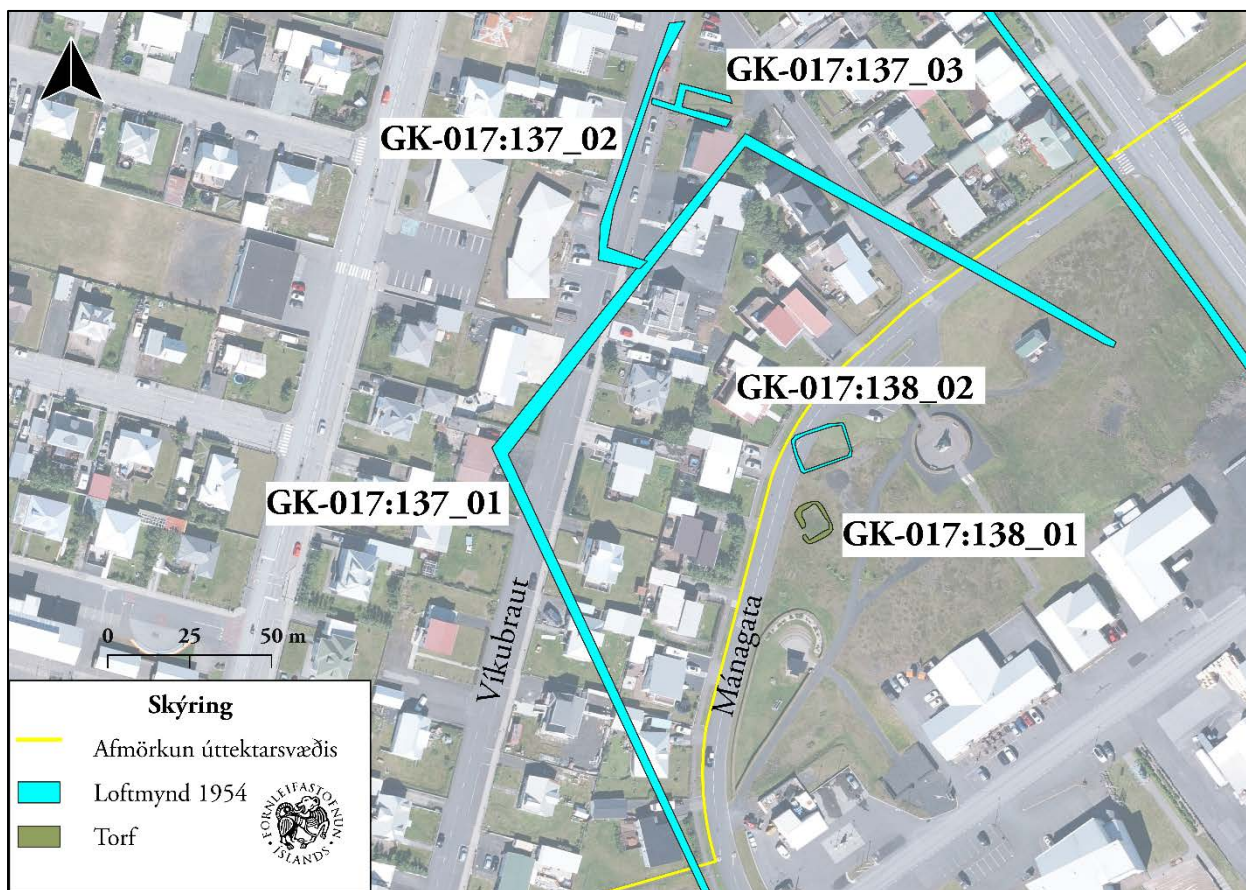 GK-017:137_03
GK-017:137_02
GK-017:138_02
GK-017:137_01
GK-017:138_01
0 25 50 m
Víkubraut
Mánagata
Skýring
Afmörkun úttektarsvæðis
Loftmynd 1954
Torf
FORNLEIFASTOFNUN
ÍSLANDS